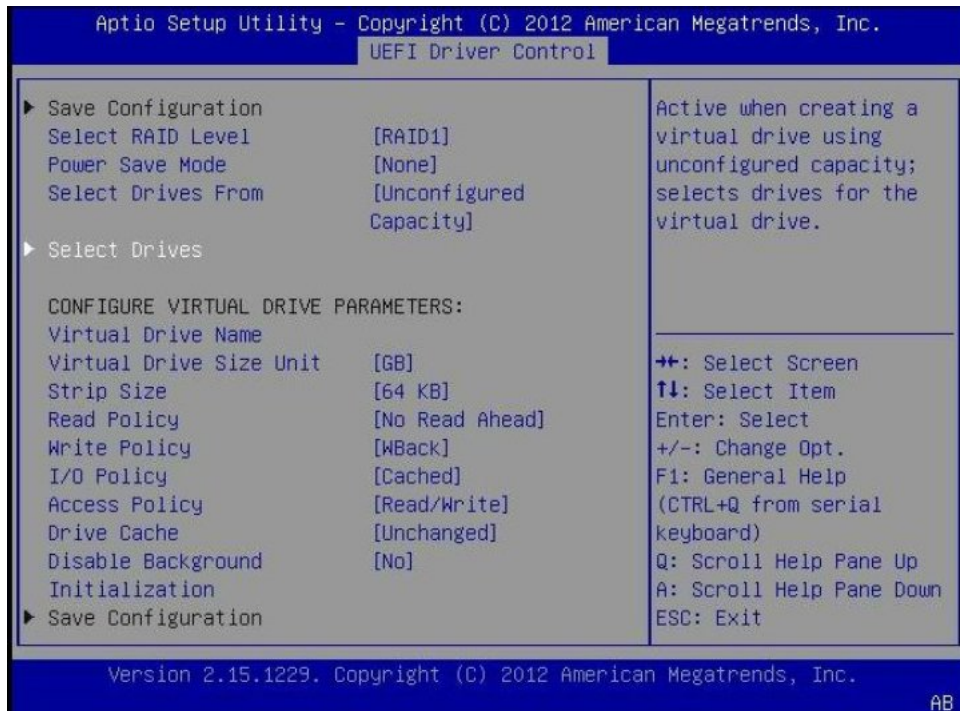 Aptio Setup Utility – Copyright (C) 2012 American Megatrends, Inc.
UEFI Driver Control
▶ Save Configuration
Select RAID Level [RAID1]
Power Save Mode [None]
Select Drives From [Unconfigured
Capacity]
▶ Select Drives
CONFIGURE VIRTUAL DRIVE PARAMETERS:
Virtual Drive Name
Virtual Drive Size Unit [GB]
Strip Size [64 KB]
Read Policy [No Read Ahead]
Write Policy [WBack]
I/O Policy [Cached]
Access Policy [Read/Write]
Drive Cache [Unchanged]
Disable Background [No]
Initialization
▶ Save Configuration
Active when creating a
virtual drive using
unconfigured capacity;
selects drives for the
virtual drive.
→←: Select Screen
↑↓: Select Item
Enter: Select
+/-: Change Opt.
F1: General Help
(CTRL+Q from serial
keyboard)
Q: Scroll Help Pane Up
A: Scroll Help Pane Down
ESC: Exit
Version 2.15.1229. Copyright (C) 2012 American Megatrends, Inc.
AB